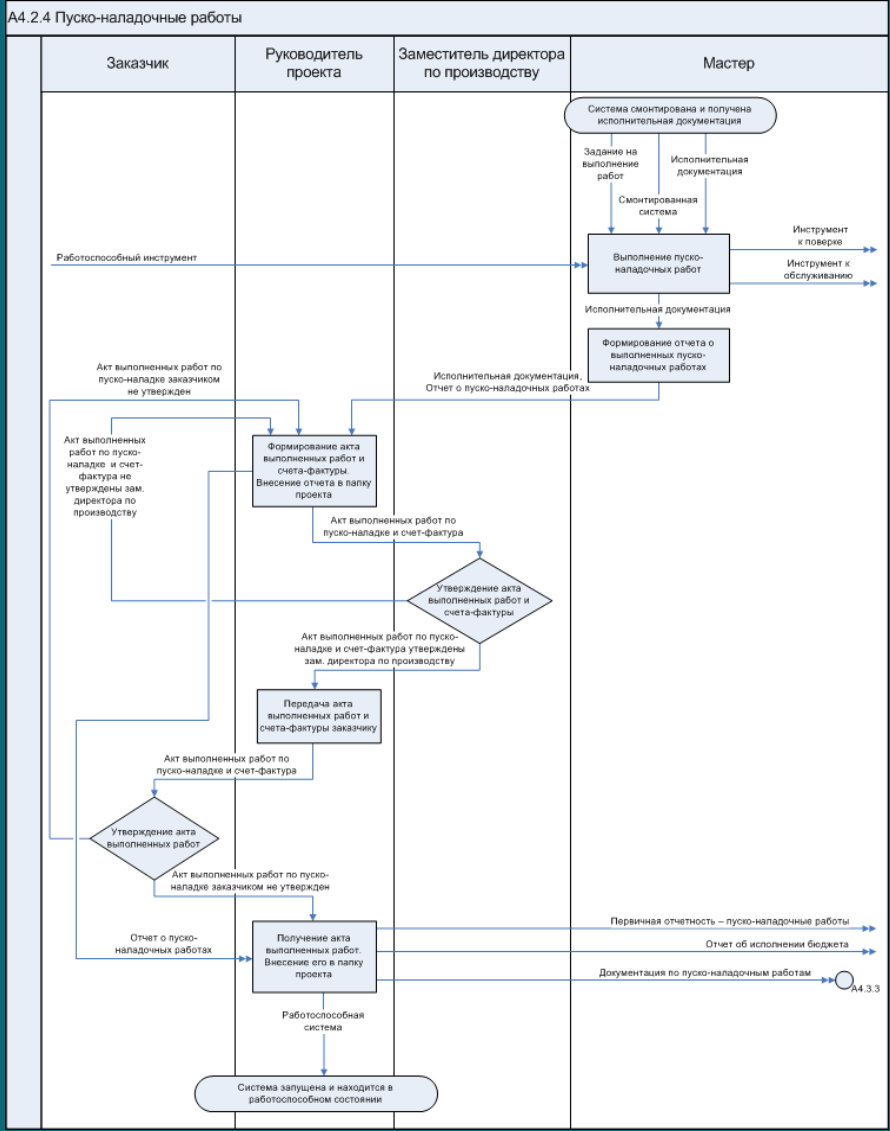 А4.2.4 Пуско-наладочные работы
Заказчик
Руководитель
проекта
Заместитель директора
по производству
Мастер
Система смонтирована и получена
исполнительная документация
Задание на
выполнение
работ
Исполнительная
документация
Смонтированная
система
Инструмент
к поверке
Работоспособный инструмент
Выполнение пуско-
наладочных работ
Инструмент к
обслуживанию
Исполнительная документация
Формирование отчета о
выполненных пуско-
наладочных работах
Акт выполненных работ по
пуско-наладке заказчиком
не утвержден
Исполнительная документация,
Отчет о пуско-наладочных работах
Акт выполненных
работ по пуско-
наладке и счет-
фактура не
утверждены зам.
директора по
производству
Формирование акта
выполненных работ и
счета-фактуры.
Внесение отчета в папку
проекта
Акт выполненных работ по
пуско-наладке и счет-фактура
Утверждение акта
выполненных работ и
счета-фактуры
Акт выполненных работ по пуско-
наладке и счет-фактура утверждены
зам. директора по производству
Передача акта
выполненных работ и
счета-фактуры заказчику
Акт выполненных работ по
пуско-наладке и счет-фактура
Утверждение акта
выполненных работ
Акт выполненных работ по пуско-
наладке заказчиком не утвержден
Отчет о пуско-
наладочных работах
Получение акта
выполненных работ.
Внесение его в папку
проекта
Первичная отчетность – пуско-наладочные работы
Отчет об исполнении бюджета
Документация по пуско-наладочным работам
А4.3.3
Работоспособная
система
Система запущена и находится в
работоспособном состоянии